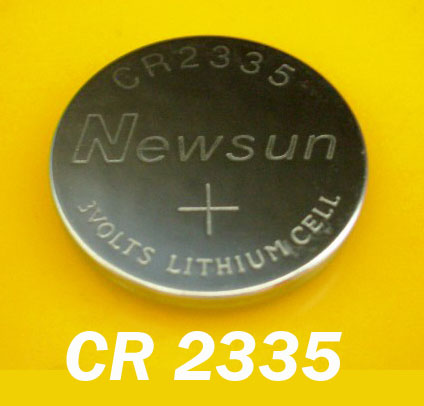 CR2335
Newsun
+
3VOLTS LITHIUM CELL
CR 2335